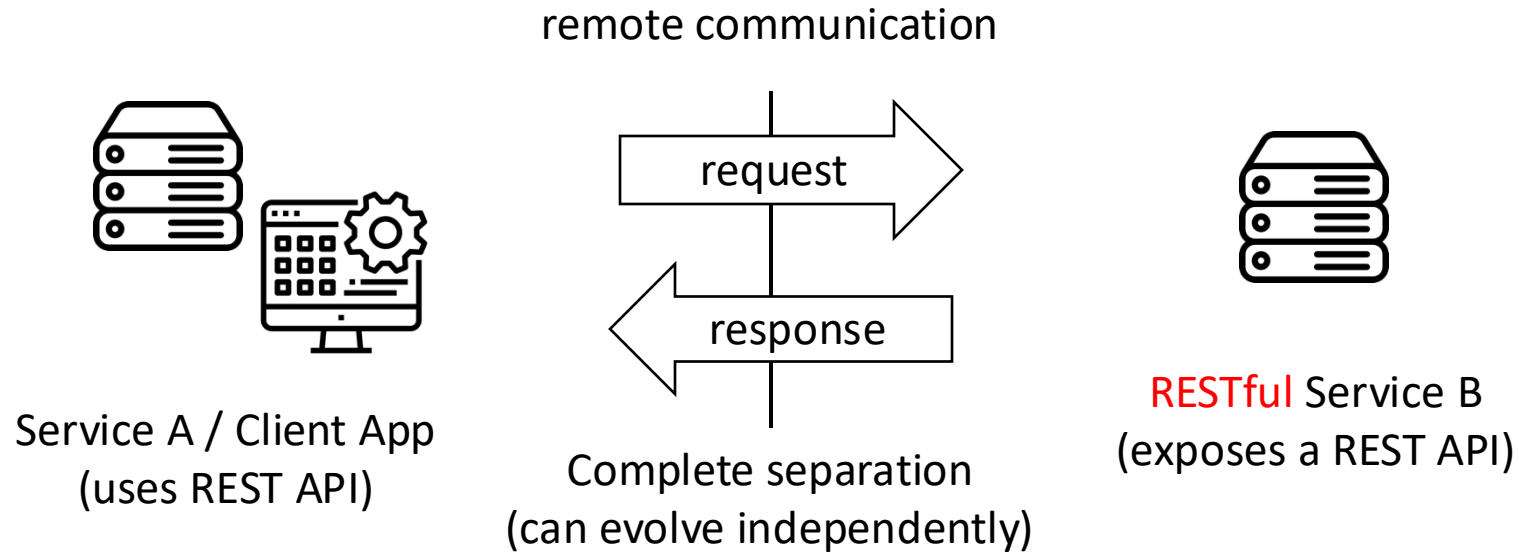 remote communication
request
response
Service A / Client App
(uses REST API)
Complete separation
(can evolve independently)
RESTful Service B
(exposes a REST API)